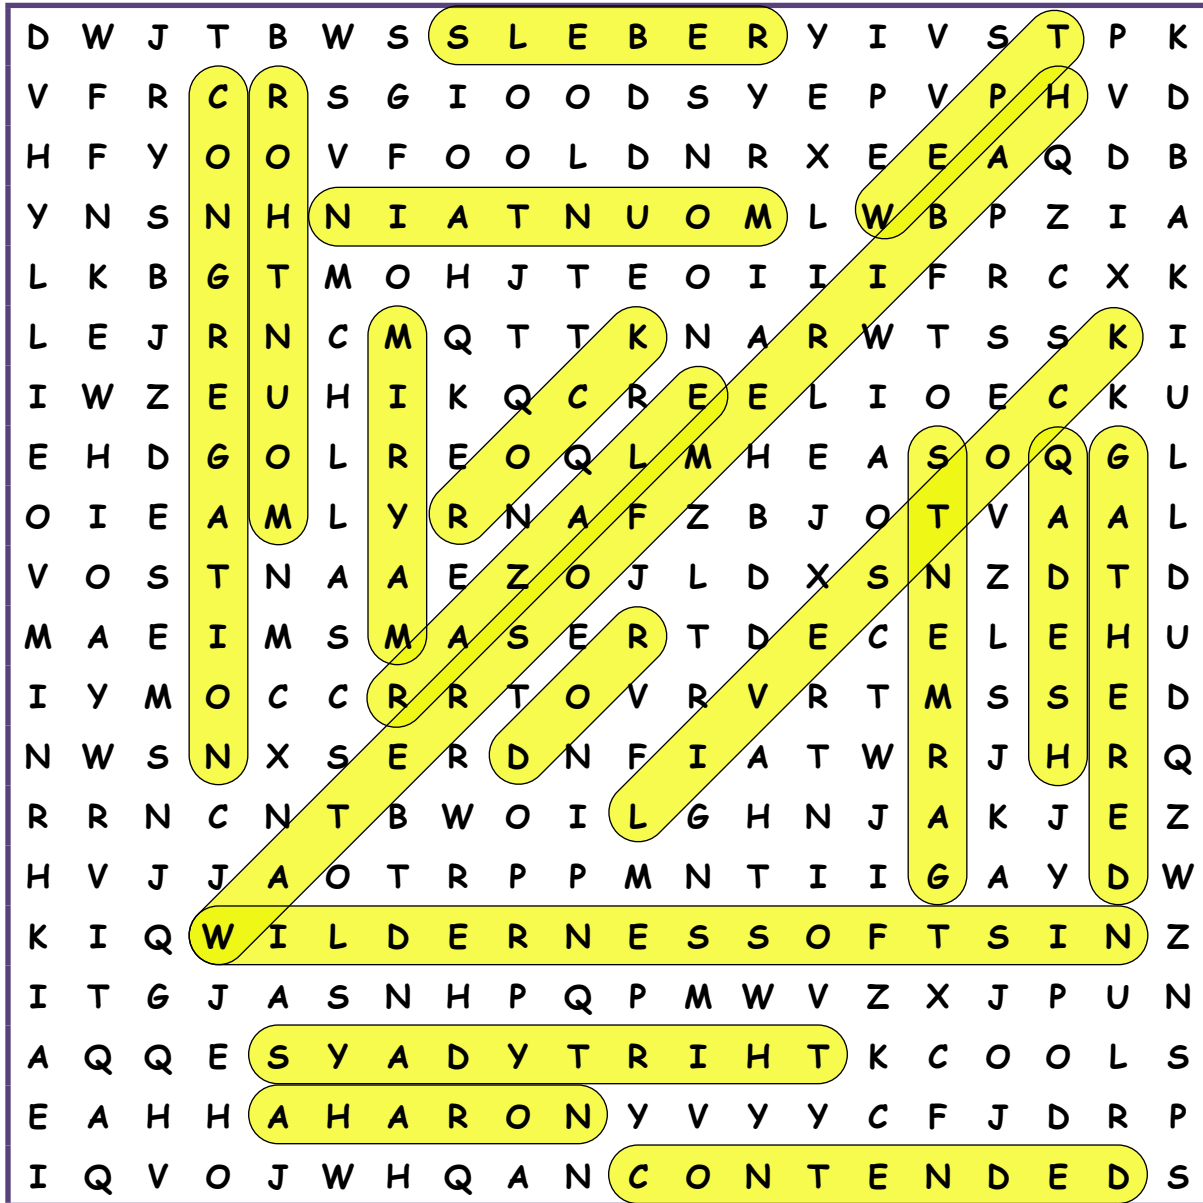 D W J T B W S S L E B E R Y I V S T P K
V F R C R S G I O O D S Y E P V P H V D
H F Y O O V F O O L D N R X E E A Q D B
Y N S N H N I A T N U O M L W B P Z I A
L K B G T M O H J T E O I I I F R C X K
L E J R N C M Q T T K N A R W T S S K I
I W Z E U H I K Q C R E E L I O E C K U
E H D G O L R E O Q L M H E A S O Q G L
O I E A M L Y R N A F Z B J O T V A A L
V O S T N A A E Z O J L D X S N Z D T D
M A E I M S M A S E R T D E C E L E H U
I Y M O C C R R T O V R V R T M S S E D
N W S N X S E R D N F I A T W R J H R Q
R R N C N T B W O I L G H N J A K J E Z
H V J J A O T R P P M N T I I G A Y D W
K I Q W I L D E R N E S S O F T S I N Z
I T G J A S N H P Q P M W V Z X J P U N
A Q Q E S Y A D Y T R I H T K C O O L S
E A H H A H A R O N Y V Y Y C F J D R P
I Q V O J W H Q A N C O N T E N D E D S